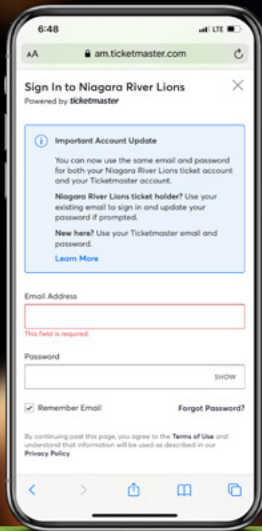 6:48
LTE
AA am.ticketmaster.com
Sign In to Niagara River Lions
Powered by ticketmaster
Important Account Update
You can now use the same email and password
for both your Niagara River Lions ticket account
and your Ticketmaster account.
Niagara River Lions ticket holder? Use your
existing email to sign in and update your
password if prompted.
New here? Use your Ticketmaster email and
password.
Learn More
Email Address
This field is required.
Password
SHOW
Remember Email Forgot Password?
By continuing past this page, you agree to the Terms of Use and
understand that information will be used as described in our
Privacy Policy.